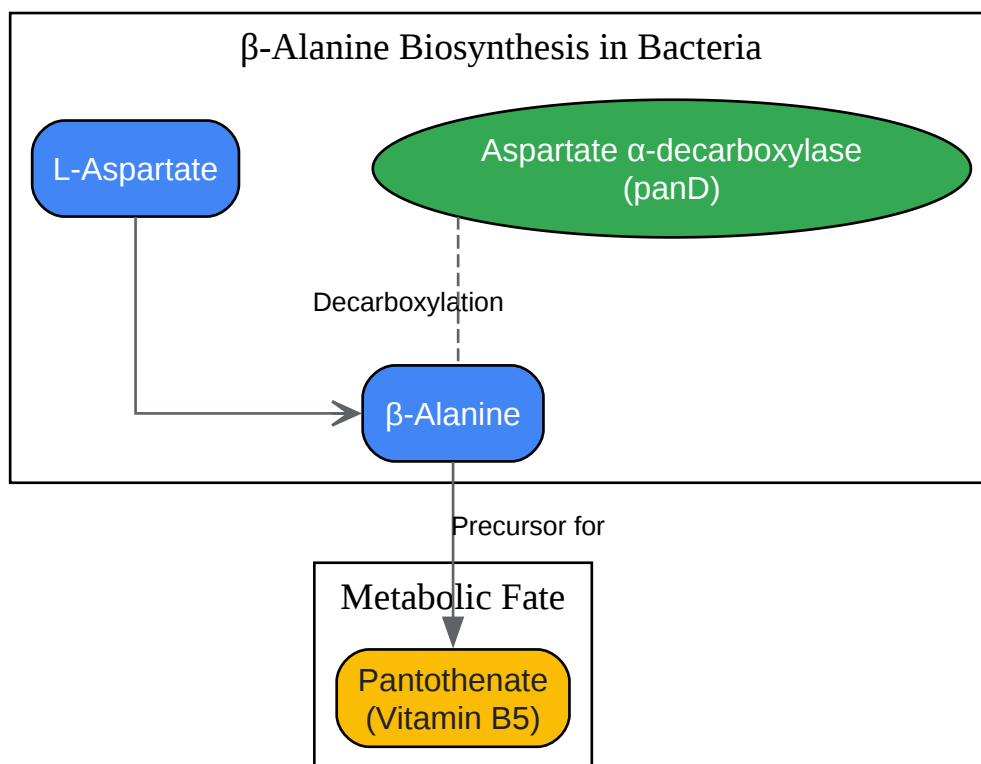 β-Alanine Biosynthesis in Bacteria
L-Aspartate
Aspartate α-decarboxylase
(panD)
Decarboxylation
β-Alanine
Precursor for
Metabolic Fate
Pantothenate
(Vitamin B5)